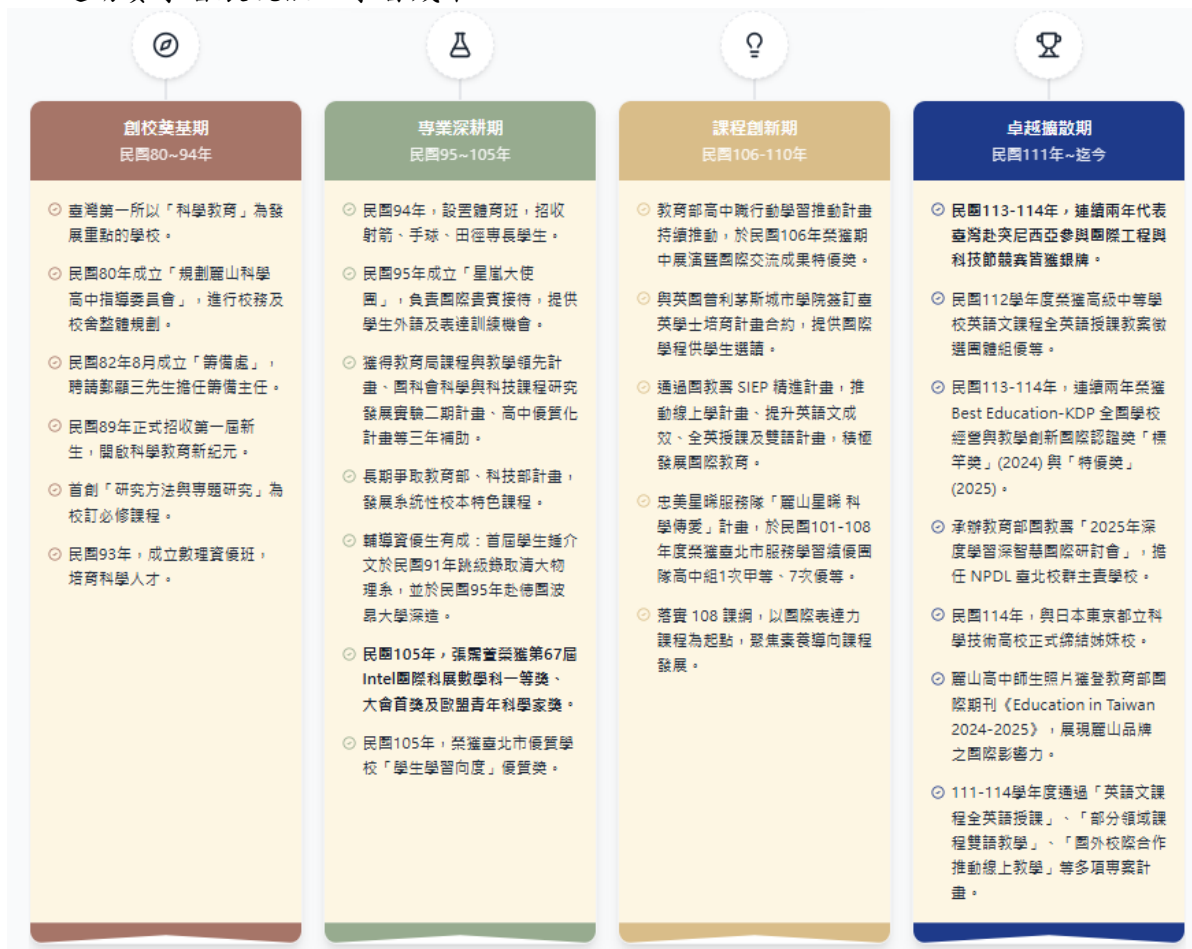 創校奠基期
民國80~94年
臺灣第一所以「科學教育」為發
展重點的學校。
民國80年成立「規劃麗山科學
高中指導委員會」，進行校務及
校舍整體規劃。
民國82年8月成立「籌備處」，
聘請鄭顯三先生擔任籌備主任。
民國89年正式招收第一屆新
生，開啟科學教育新紀元。
首創「研究方法與專題研究」為
校訂必修課程。
民國93年，成立數理資優班，
培育科學人才。
專業深耕期
民國95~105年
民國94年，設置體育班，招收
射箭、手球、田徑專長學生。
民國95年成立「星嵐大使
團」，負責國際貴賓接待，提供
學生外語及表達訓練機會。
獲得教育局課程與教學領先計
畫、國科會科學與科技課程研究
發展實驗二期計畫、高中優質化
計畫等三年補助。
長期爭取教育部、科技部計畫，
發展系統性校本特色課程。
輔導資優生有成：首屆學生鍾介
文於民國91年跳級錄取清大物
理系，並於民國95年赴德國波
昂大學深造。
民國105年，張霈萱榮獲第67屆
Intel國際科展數學科一等獎、
大會首獎及歐盟青年科學家獎。
民國105年，榮獲臺北市優質學
校「學生學習向度」優質獎。
課程創新期
民國106-110年
教育部高中職行動學習推動計畫
持續推動，於民國106年榮獲期
中展演暨國際交流成果特優獎。
與英國普利茅斯城市學院簽訂臺
英學士培育計畫合約，提供國際
學程供學生選讀。
通過國教署 SIEP 精進計畫，推
動線上學計畫、提升英語文成
效、全英授課及雙語計畫，積極
發展國際教育。
忠美星晞服務隊「麗山星晞 科
學傳愛」計畫，於民國101-108
年度榮獲臺北市服務學習績優團
隊高中組1次甲等、7次優等。
落實 108 課綱，以國際表達力
課程為起點，聚焦素養導向課程
發展。
卓越擴散期
民國111年~迄今
民國113-114年，連續兩年代表
臺灣赴突尼西亞參與國際工程與
科技節競賽皆獲銀牌。
民國112學年度榮獲高級中等學
校英語文課程全英語授課教案徵
選團體組優等。
民國113-114年，連續兩年榮獲
Best Education-KDP 全國學校
經營與教學創新國際認證獎「標
竿獎」(2024) 與「特優獎」
(2025)。
承辦教育部國教署「2025年深
度學習深智慧國際研討會」，擔
任 NPDL 臺北校群主責學校。
民國114年，與日本東京都立科
學技術高校正式締結姊妹校。
麗山高中師生照片獲登教育部國
際期刊《Education in Taiwan
2024-2025》，展現麗山品牌
之國際影響力。
111-114學年度通過「英語文課
程全英語授課」、「部分領域課
程雙語教學」、「國外校際合作
推動線上教學」等多項專案計
畫。